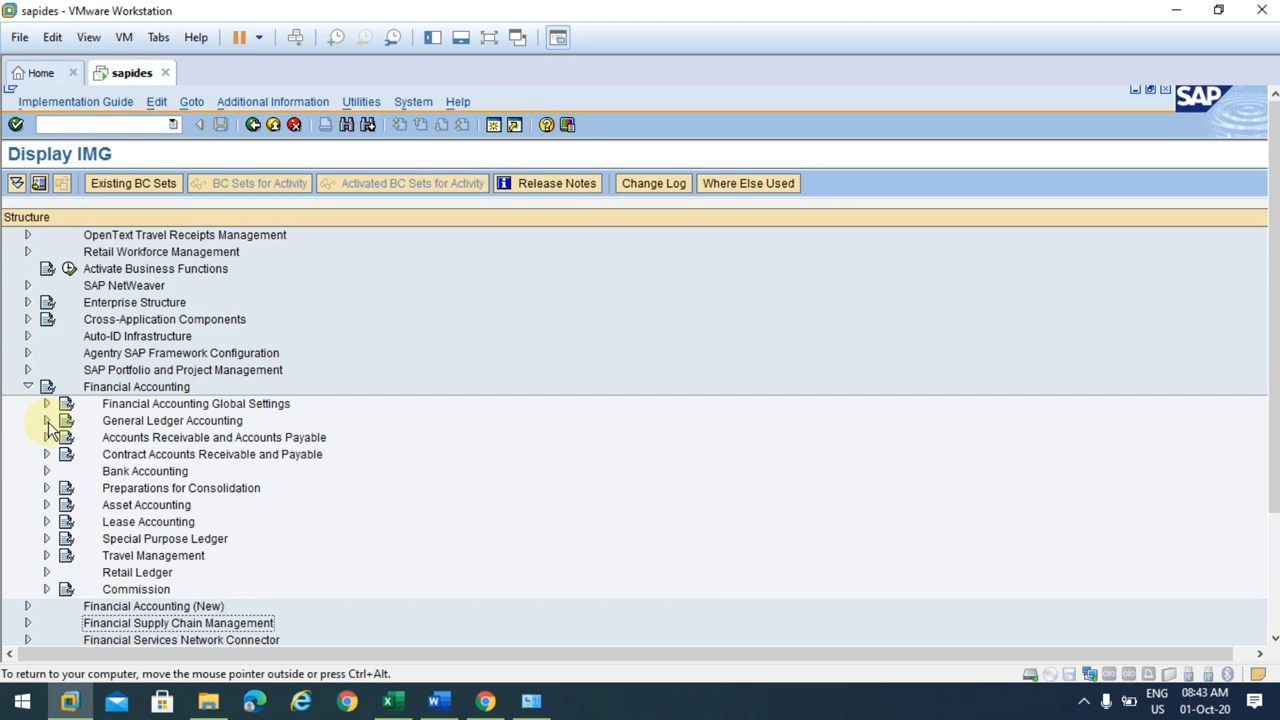 sapides - VMware Workstation
File Edit View VM Tabs Help
Home sapides
Implementation Guide Edit Goto Additional Information Utilities System Help
SAP
Display IMG
Existing BC Sets BC Sets for Activity Activated BC Sets for Activity Release Notes Change Log Where Else Used
Structure
OpenText Travel Receipts Management
Retail Workforce Management
Activate Business Functions
SAP NetWeaver
Enterprise Structure
Cross-Application Components
Auto-ID Infrastructure
Agentry SAP Framework Configuration
SAP Portfolio and Project Management
Financial Accounting
Financial Accounting Global Settings
General Ledger Accounting
Accounts Receivable and Accounts Payable
Contract Accounts Receivable and Payable
Bank Accounting
Preparations for Consolidation
Asset Accounting
Lease Accounting
Special Purpose Ledger
Travel Management
Retail Ledger
Commission
Financial Accounting (New)
Financial Supply Chain Management
Financial Services Network Connector
To return to your computer, move the mouse pointer outside or press Ctrl+Alt.
ENG 08:43 AM
US 01-Oct-20